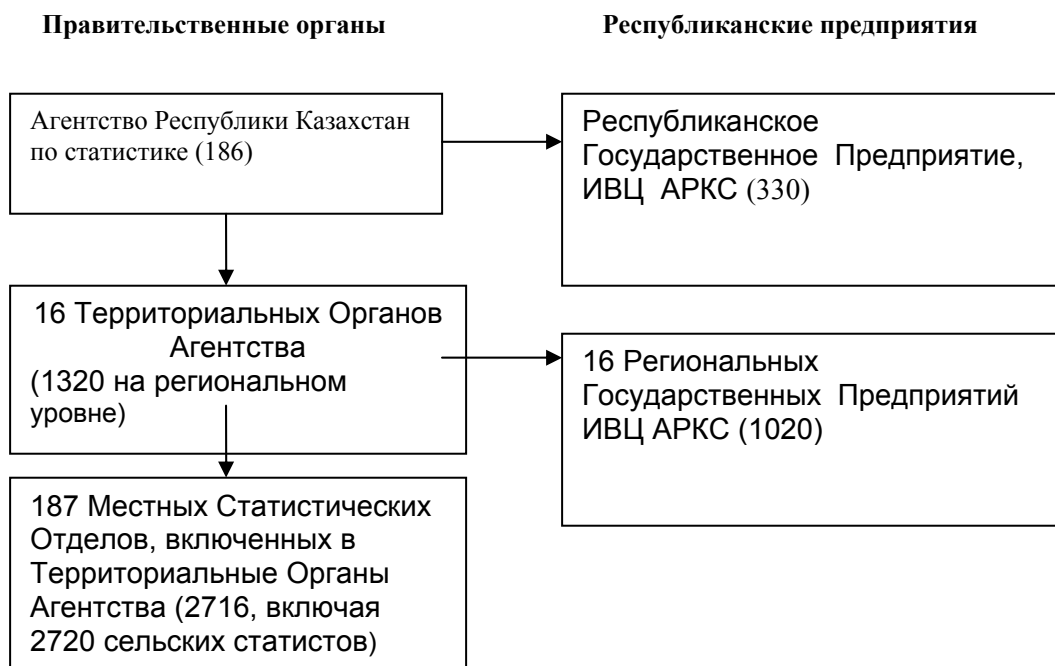 Правительственные органы
Республиканские предприятия
Агентство Республики Казахстан
по статистике (186)
Республиканское
Государственное Предприятие,
ИВЦ АРКС (330)
16 Территориальных Органов
Агентства
(1320 на региональном
уровне)
16 Региональных
Государственных Предприятий
ИВЦ АРКС (1020)
187 Местных Статистических
Отделов, включенных в
Территориальные Органы
Агентства (2716, включая
2720 сельских статистов)